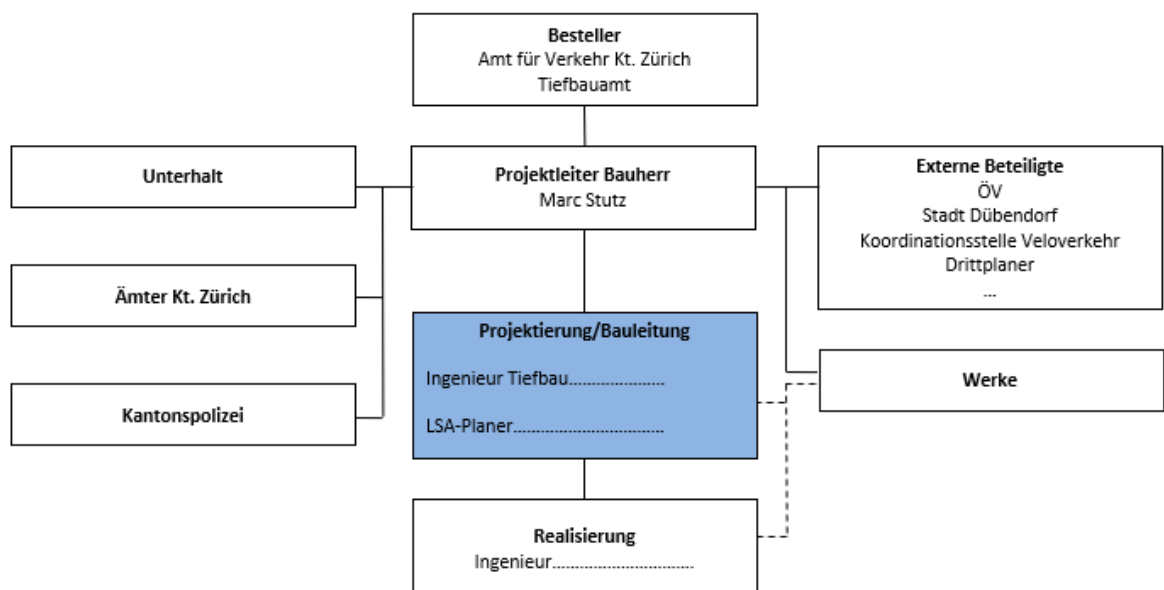 Besteller
Amt für Verkehr Kt. Zürich
Tiefbauamt
Unterhalt
Projektleiter Bauherr
Marc Stutz
Externe Beteiligte
ÖV
Stadt Dübendorf
Koordinationsstelle Veloverkehr
Drittplaner
...
Ämter Kt. Zürich
Projektierung/Bauleitung
Ingenieur Tiefbau......................
LSA-Planer...................................
Werke
Kantonspolizei
Realisierung
Ingenieur.................................